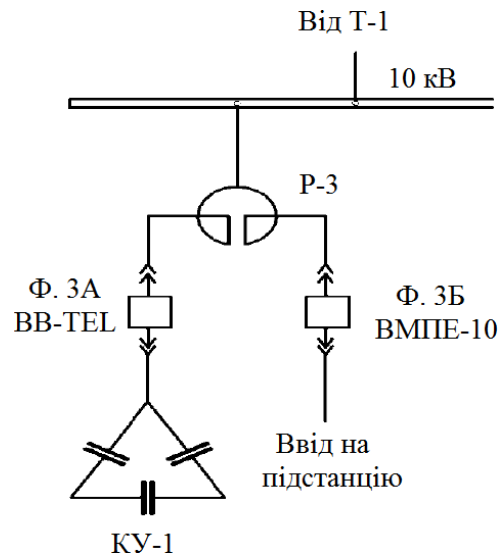 Від Т-1
10 кВ
Р-3
Ф. 3А
ВВ-TEL
Ф. 3Б
ВМПЕ-10
Ввід на
підстанцію
КУ-1